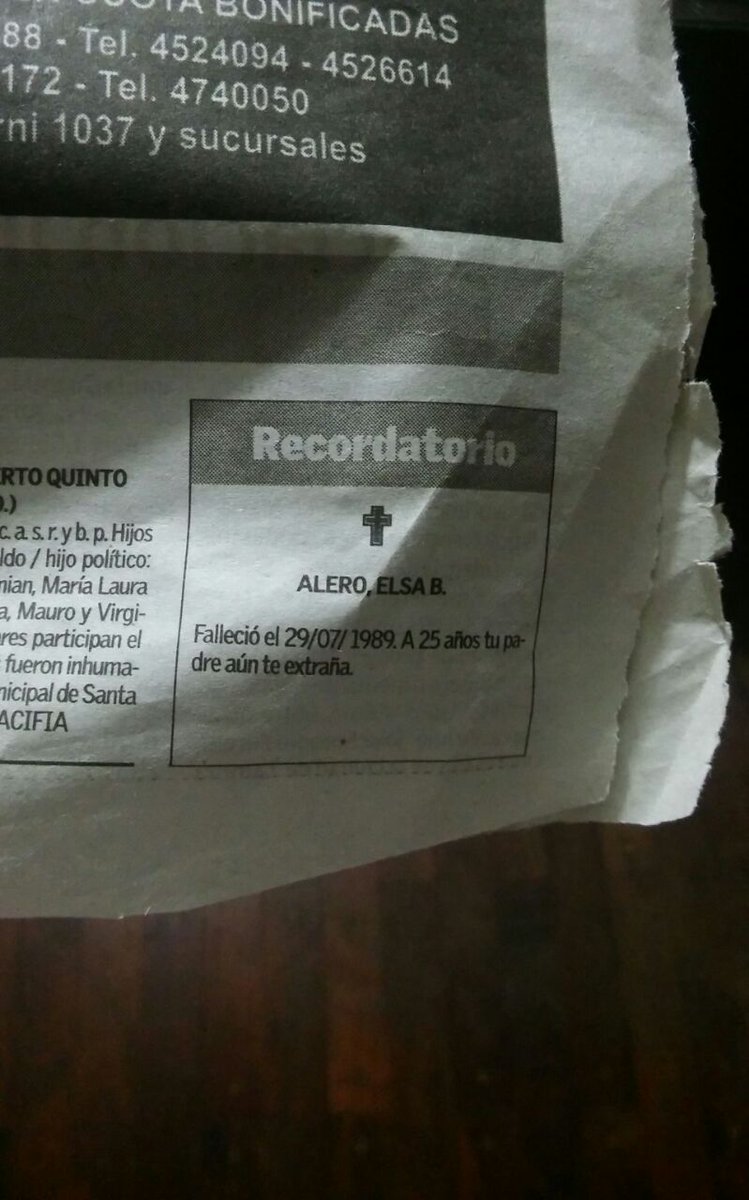 BONIFICADAS
88 - Tel. 4524094 - 4526614
172 - Tel. 4740050
rni 1037 y sucursales
RTO QUINTO
.)
c. a. s. r. y b. p. Hijos
ldo / hijo político:
nian, María Laura
a, Mauro y Virgi-
res participan el
fueron inhuma-
nicipal de Santa
ACIFIA
Recordatorio
ALERO, ELSA B.
Falleció el 29/07/1989. A 25 años tu pa-
dre aún te extraña.